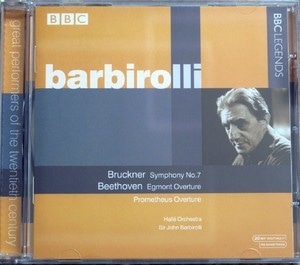 BBC
BBC LEGENDS
great performers of the twentieth century
barbirolli
Bruckner Symphony No.7
Beethoven Egmont Overture
Prometheus Overture
Hallé Orchestra
Sir John Barbirolli